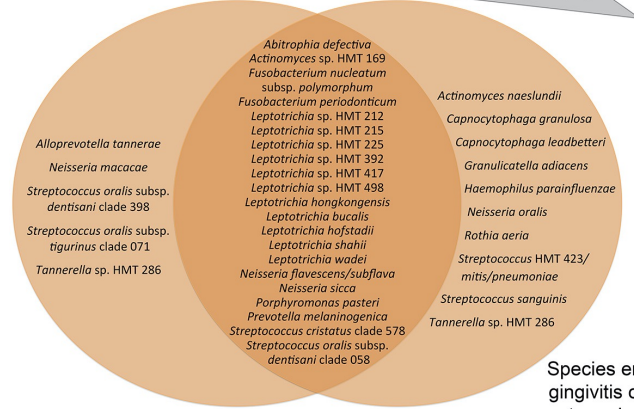 Alloprevotella tannerae
Neisseria macacae
Streptococcus oralis subsp.
dentisani clade 398
Streptococcus oralis subsp.
tigurinus clade 071
Tannerella sp. HMT 286
Abitrophia defectiva
Actinomyces sp. HMT 169
Fusobacterium nucleatum
subsp. polymorphum
Fusobacterium periodonticum
Leptotrichia sp. HMT 212
Leptotrichia sp. HMT 215
Leptotrichia sp. HMT 225
Leptotrichia sp. HMT 392
Leptotrichia sp. HMT 417
Leptotrichia sp. HMT 498
Leptotrichia hongkongensis
Leptotrichia bucalis
Leptotrichia hofstadii
Leptotrichia shahii
Leptotrichia wadei
Neisseria flavescens/subflava
Neisseria sicca
Porphyromonas pasteri
Prevotella melaninogenica
Streptococcus cristatus clade 578
Streptococcus oralis subsp.
dentisani clade 058
Actinomyces naeslundii
Capnocytophaga granulosa
Capnocytophaga leadbetteri
Granulicatella adiacens
Haemophilus parainfluenzae
Neisseria oralis
Rothia aeria
Streptococcus HMT 423/
mitis/pneumoniae
Streptococcus sanguinis
Tannerella sp. HMT 286
Species en
gingivitis c